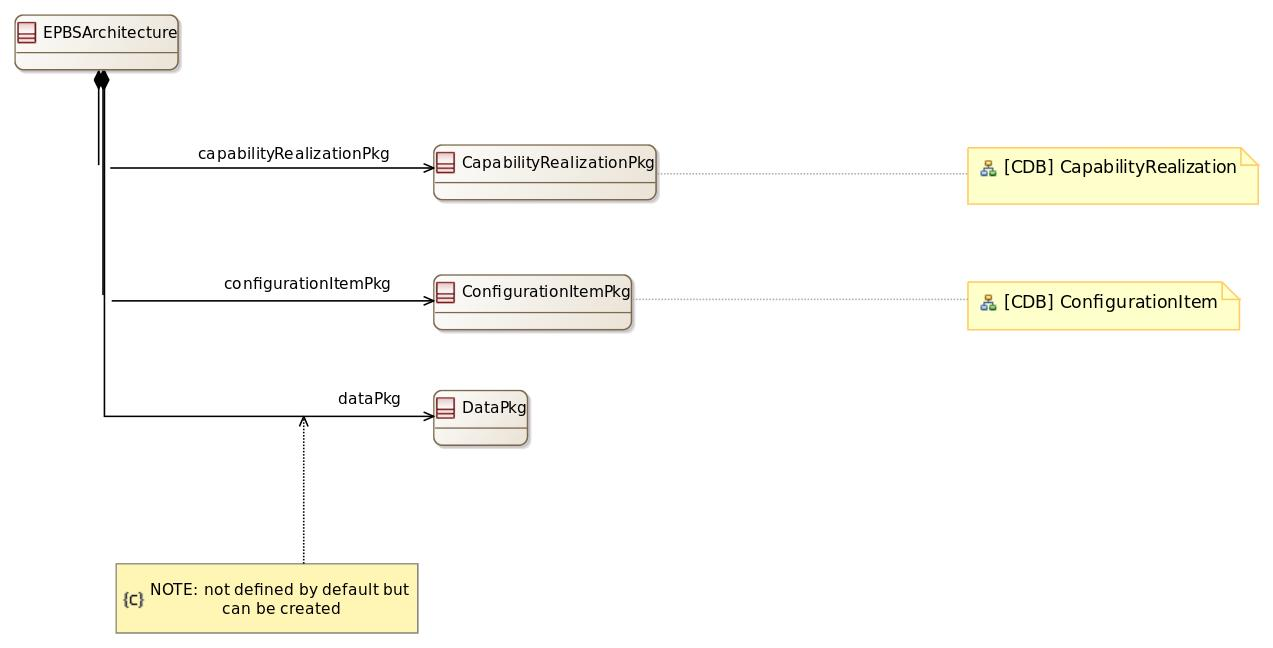 EPBSArchitecture
capabilityRealizationPkg
CapabilityRealizationPkg
[CDB] CapabilityRealization
configurationItemPkg
ConfigurationItemPkg
[CDB] ConfigurationItem
dataPkg
DataPkg
{C}
NOTE: not defined by default but
can be created